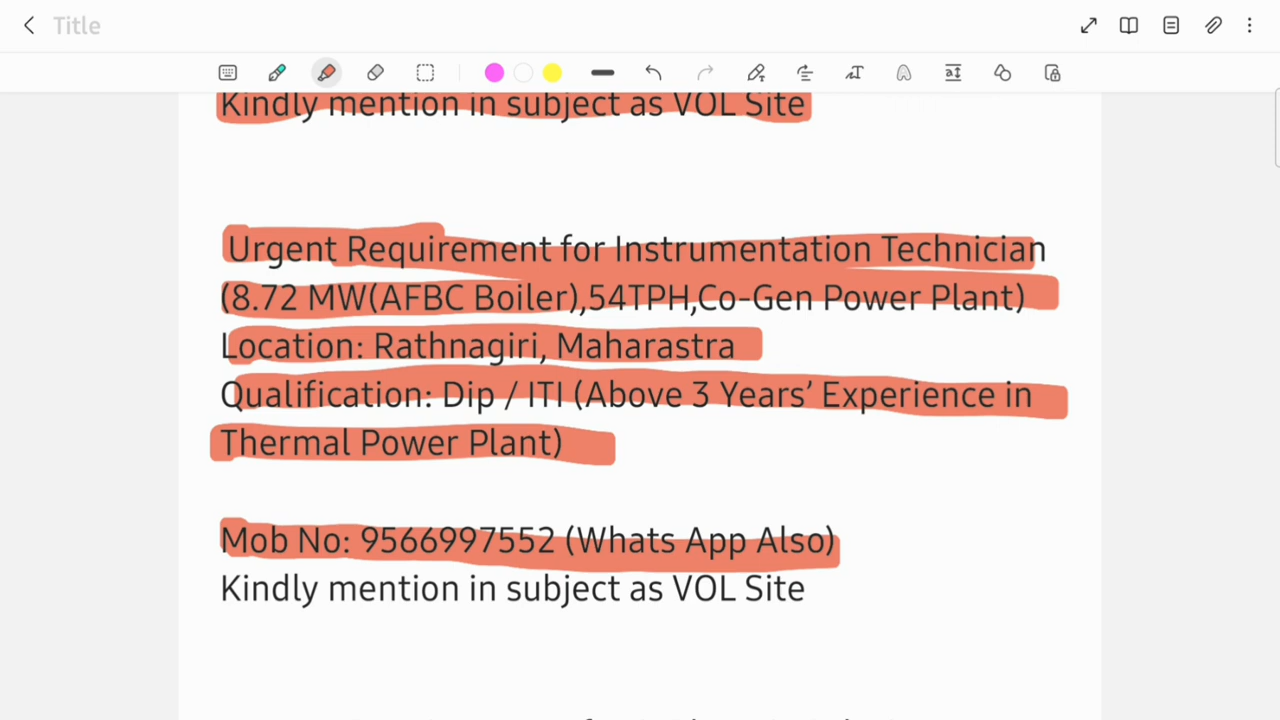 Title
Kindly mention in subject as VOL Site
Urgent Requirement for Instrumentation Technician
(8.72 MW(AFBC Boiler),54TPH,Co-Gen Power Plant)
Location: Rathnagiri, Maharastra
Qualification: Dip / ITI (Above 3 Years’ Experience in
Thermal Power Plant)
Mob No: 9566997552 (Whats App Also)
Kindly mention in subject as VOL Site